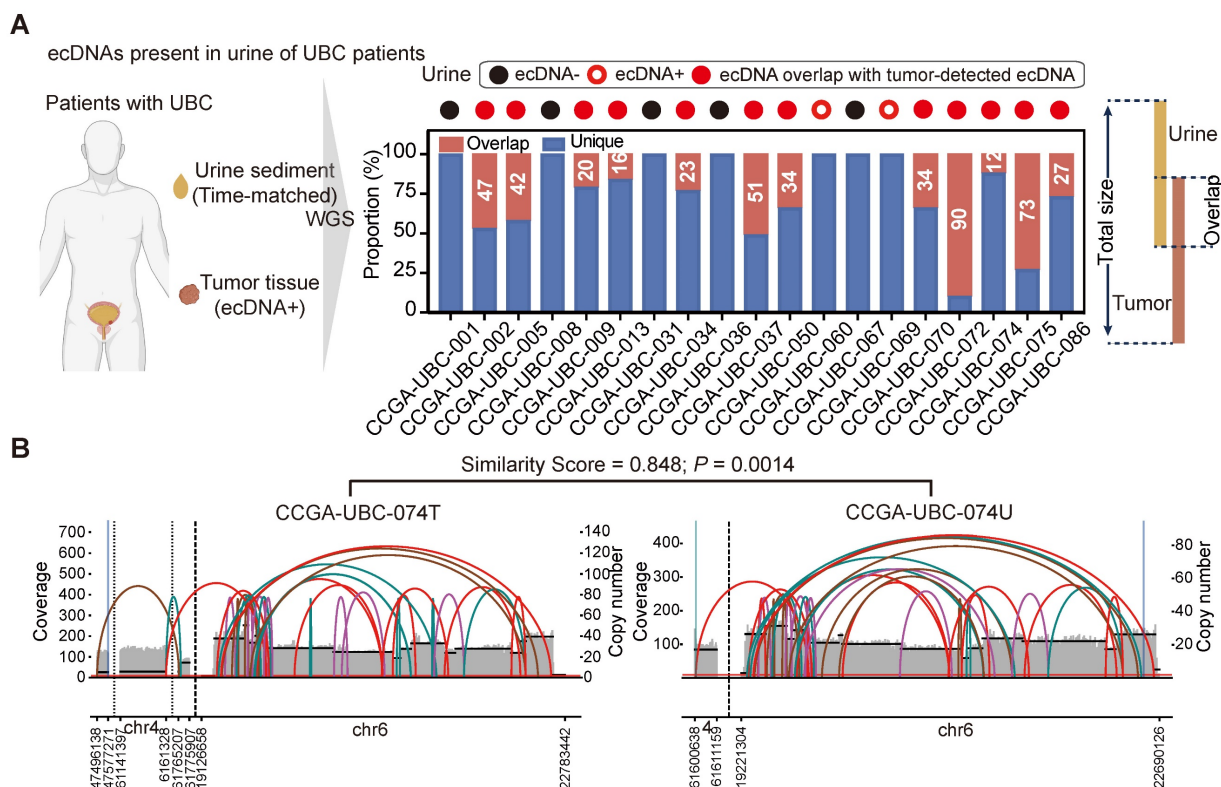 A
ecDNAs present in urine of UBC patients
Patients with UBC
Urine sediment
(Time-matched)
WGS
Tumor tissue
(ecDNA+)
Urine
ecDNA-
ecDNA+
ecDNA overlap with tumor-detected ecDNA
Overlap
Unique
Proportion (%)
100
75
50
25
0
47
42
20
16
23
51
34
34
90
12
73
27
CCGA-UBC-001
CCGA-UBC-002
CCGA-UBC-005
CCGA-UBC-008
CCGA-UBC-009
CCGA-UBC-013
CCGA-UBC-031
CCGA-UBC-034
CCGA-UBC-036
CCGA-UBC-037
CCGA-UBC-050
CCGA-UBC-060
CCGA-UBC-067
CCGA-UBC-069
CCGA-UBC-070
CCGA-UBC-072
CCGA-UBC-074
CCGA-UBC-075
CCGA-UBC-086
Total size
Urine
Overlap
Tumor
B
Similarity Score = 0.848; P = 0.0014
CCGA-UBC-074T
Coverage
700
600
500
400
300
200
100
0
140
120
100
80
60
40
20
0
Copy number
chr4
chr6
47496138
47577271
61141397
6161328
61765207
61775907
19126658
22783442
CCGA-UBC-074U
Coverage
400
300
200
100
80
60
40
20
Copy number
4
chr6
61600638
61611159
19221304
22690126